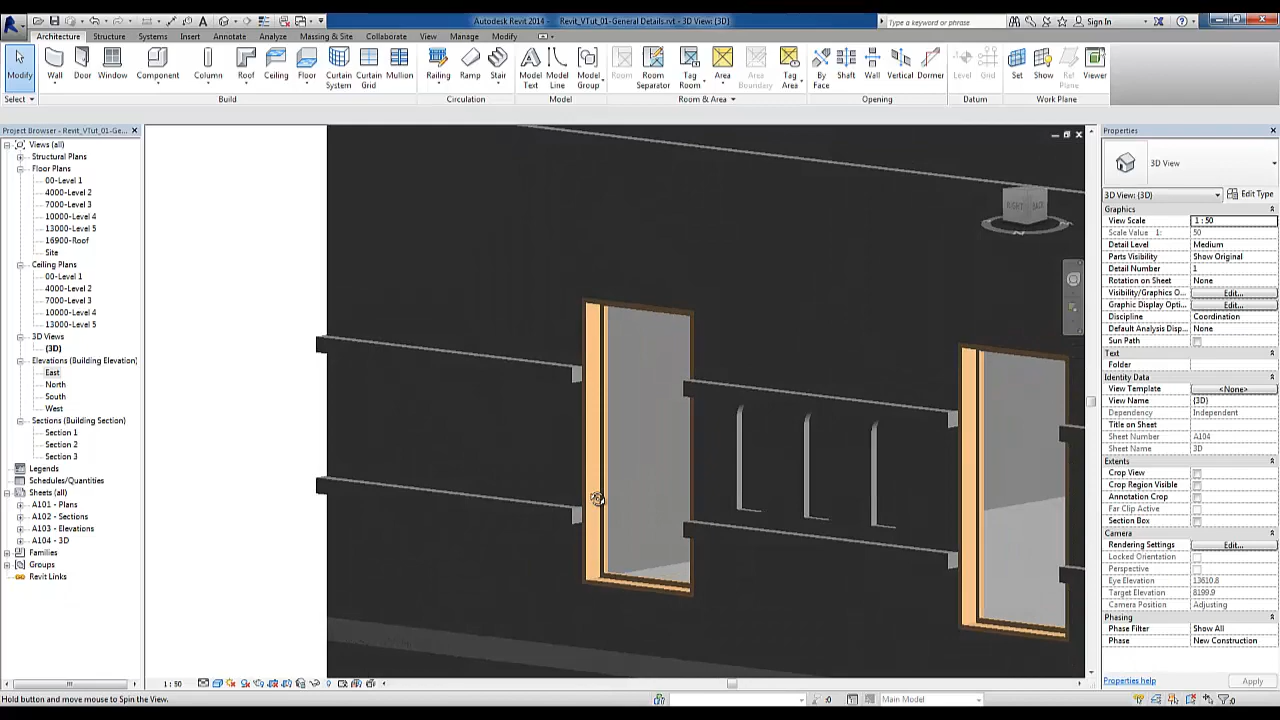 Autodesk Revit 2014 - Revit_VTut_01-General Details.rvt - 3D View: {3D}
Type a keyword or phrase
Sign In
Architecture Structure Systems Insert Annotate Analyze Massing & Site Collaborate View Manage Modify
Modify Wall Door Window Component Column Roof Ceiling Floor Curtain System Curtain Grid Mullion Railing Ramp Stair Model Text Model Line Model Group Room Room Separator Tag Room Area Area Boundary Tag Area By Face Shaft Wall Vertical Dormer Level Grid Set Show Ref Plane Viewer
Select Build Circulation Model Room & Area Opening Datum Work Plane
Project Browser - Revit_VTut_01-Ge...
Views (all)
Structural Plans
Floor Plans
00-Level 1
4000-Level 2
7000-Level 3
10000-Level 4
13000-Level 5
16900-Roof
Site
Ceiling Plans
00-Level 1
4000-Level 2
7000-Level 3
10000-Level 4
13000-Level 5
3D Views
{3D}
Elevations (Building Elevation)
East
North
South
West
Sections (Building Section)
Section 1
Section 2
Section 3
Legends
Schedules/Quantities
Sheets (all)
A101 - Plans
A102 - Sections
A103 - Elevations
A104 - 3D
Families
Groups
Revit Links
RIGHT BACK
1 : 50
Properties
3D View
3D View: {3D} Edit Type
Graphics
View Scale 1 : 50
Scale Value 1: 50
Detail Level Medium
Parts Visibility Show Original
Detail Number 1
Rotation on Sheet None
Visibility/Graphics O... Edit...
Graphic Display Opti... Edit...
Discipline Coordination
Default Analysis Disp... None
Sun Path
Text
Folder
Identity Data
View Template <None>
View Name {3D}
Dependency Independent
Title on Sheet
Sheet Number A104
Sheet Name 3D
Extents
Crop View
Crop Region Visible
Annotation Crop
Far Clip Active
Section Box
Camera
Rendering Settings Edit...
Locked Orientation
Perspective
Eye Elevation 13610.8
Target Elevation 8199.9
Camera Position Adjusting
Phasing
Phase Filter Show All
Phase New Construction
Properties help Apply
Hold button and move mouse to Spin the View.
:0 Main Model :0